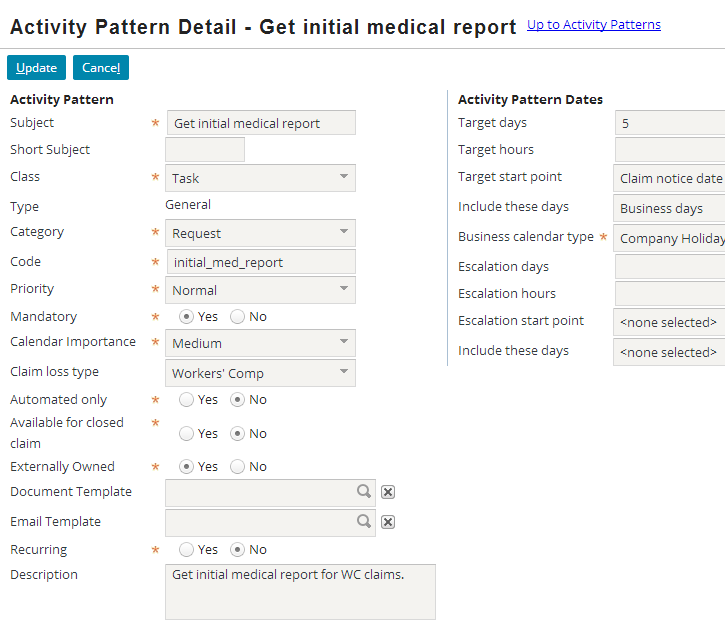 Activity Pattern Detail - Get initial medical report Up to Activity Patterns
Update Cancel
Activity Pattern
Subject * Get initial medical report
Short Subject
Class * Task
Type General
Category * Request
Code * initial_med_report
Priority * Normal
Mandatory * Yes No
Calendar Importance * Medium
Claim loss type Workers' Comp
Automated only * Yes No
Available for closed * Yes No
claim
Externally Owned * Yes No
Document Template
Email Template
Recurring * Yes No
Description Get initial medical report for WC claims.
Activity Pattern Dates
Target days 5
Target hours
Target start point Claim notice date
Include these days Business days
Business calendar type * Company Holiday
Escalation days
Escalation hours
Escalation start point <none selected>
Include these days <none selected>